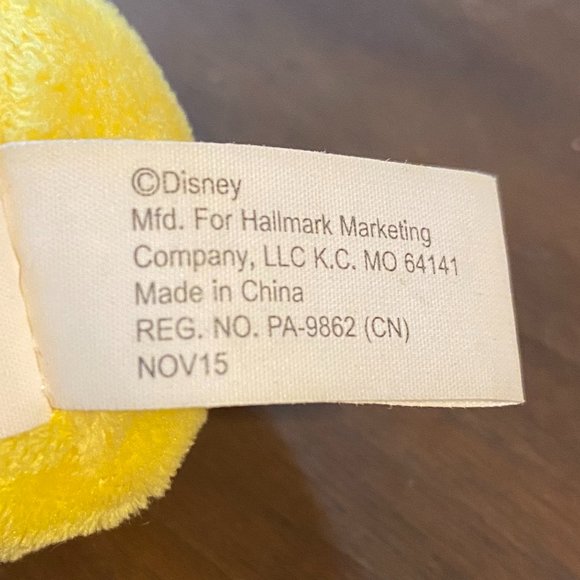 ©Disney
Mfd. For Hallmark Marketing
Company, LLC K.C. MO 64141
Made in China
REG. NO. PA-9862 (CN)
NOV15